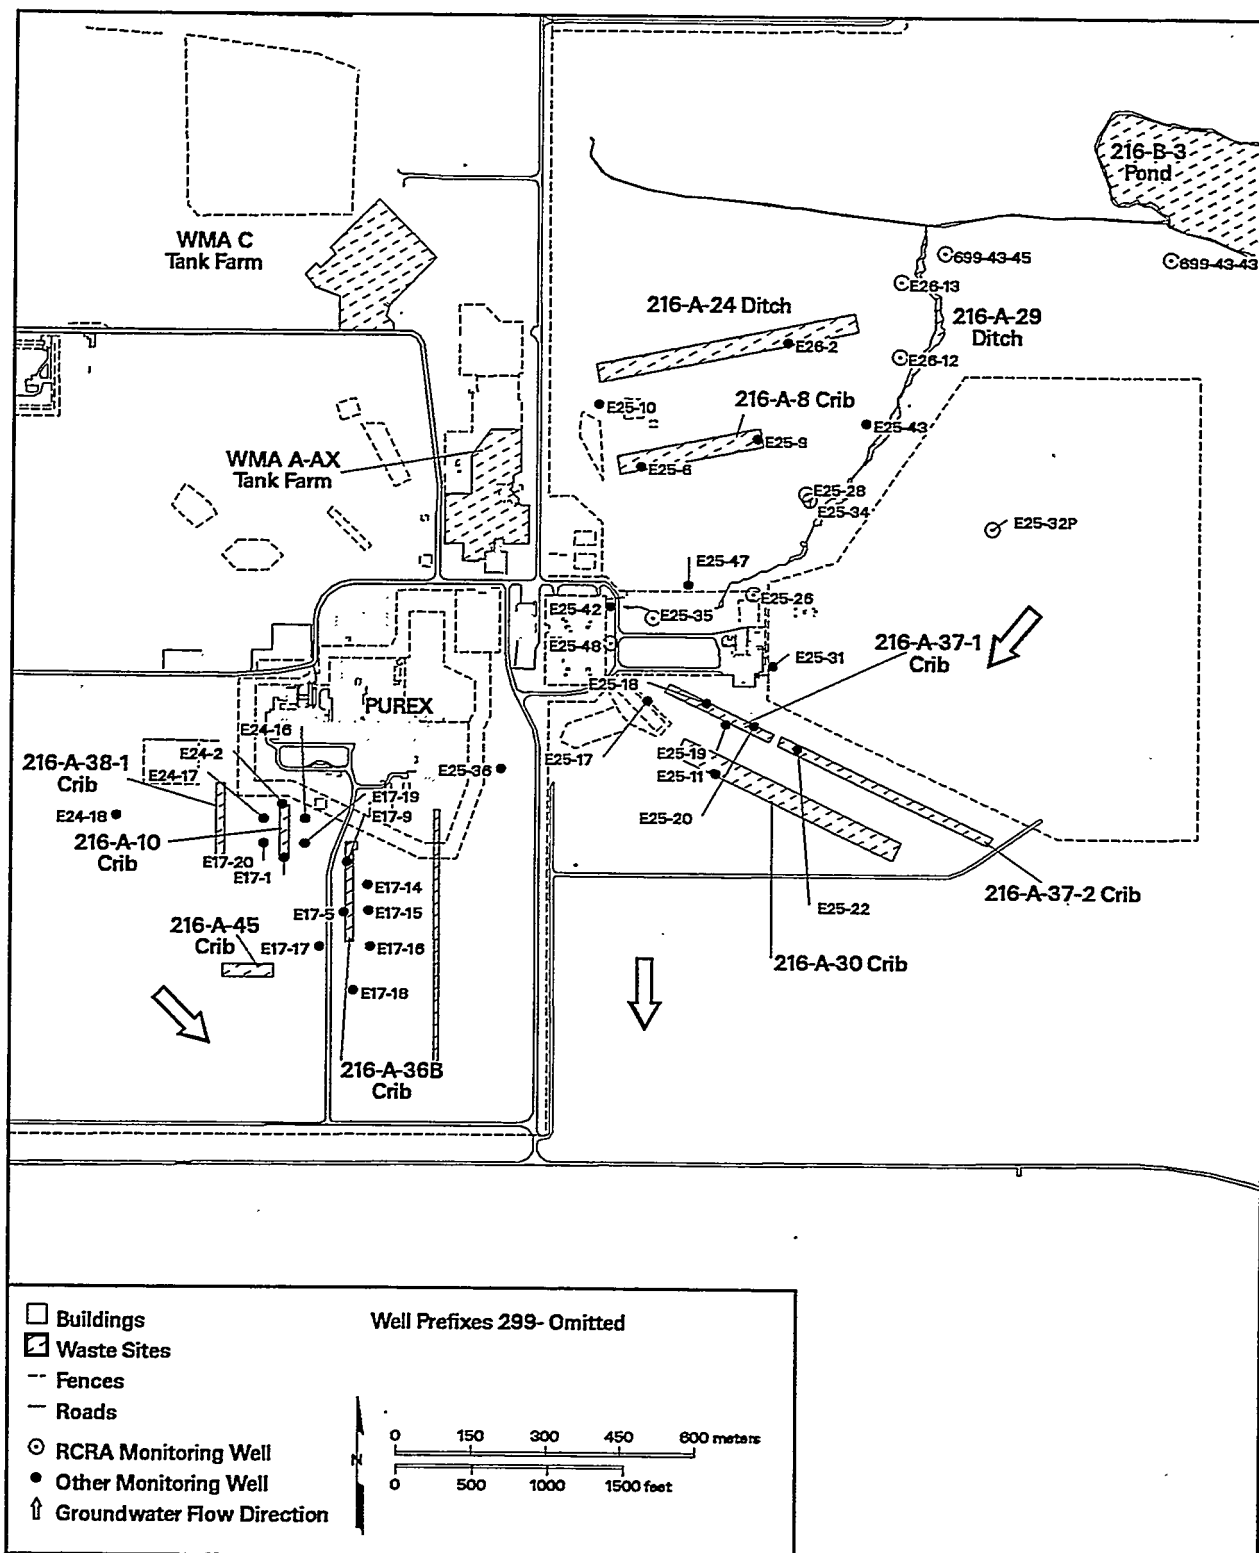 216-B-3
Pond
WMA C
Tank Farm
699-43-45
699-43-43
E26-13
216-A-24 Ditch
216-A-29
Ditch
E26-2
E26-12
E25-10
216-A-8 Crib
E25-43
E25-9
WMA A-AX
Tank Farm
E25-6
E25-28
E25-34
E25-32P
E25-47
E25-42
E25-35
E25-26
E25-48
216-A-37-1
Crib
E25-31
E25-18
PUREX
E24-16
E24-2
E25-17
E25-19
216-A-38-1
Crib
E24-17
E25-36
E25-11
E17-19
E17-9
E24-18
E25-20
216-A-10
Crib
E17-20
E17-1
E17-14
216-A-37-2 Crib
E17-5
E17-15
E25-22
216-A-45
Crib
E17-17
E17-16
216-A-30 Crib
E17-18
216-A-36B
Crib
Buildings
Well Prefixes 299- Omitted
Waste Sites
Fences
Roads
RCRA Monitoring Well
Other Monitoring Well
Groundwater Flow Direction
N
0 150 300 450 600 meters
0 500 1000 1500 feet